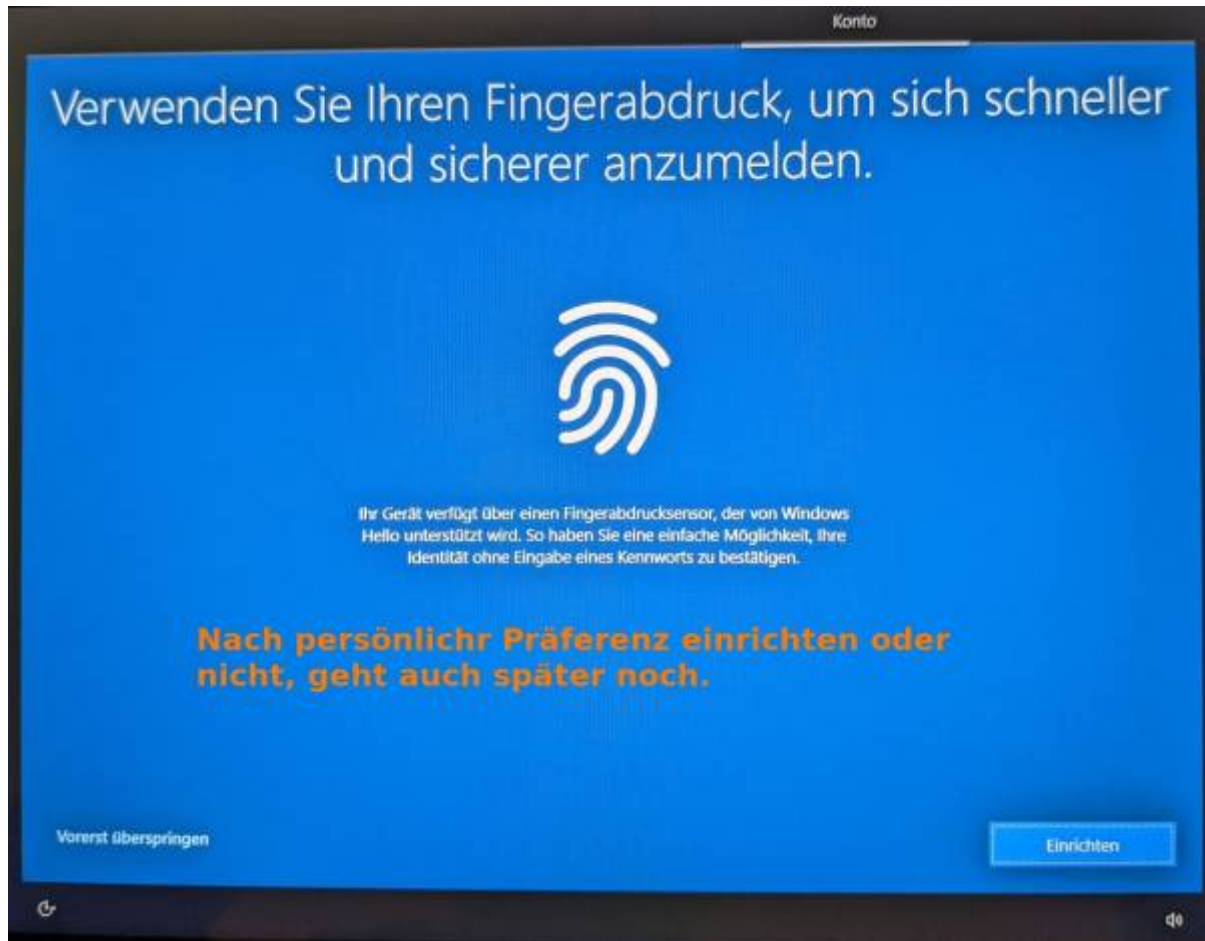 Konto
Verwenden Sie Ihren Fingerabdruck, um sich schneller
und sicherer anzumelden.
Ihr Gerät verfügt über einen Fingerabdrucksensor, der von Windows
Hello unterstützt wird. So haben Sie eine einfache Möglichkeit, Ihre
Identität ohne Eingabe eines Kennworts zu bestätigen.
Nach persönlichr Präferenz einrichten oder
nicht, geht auch später noch.
Vorerst überspringen
Einrichten